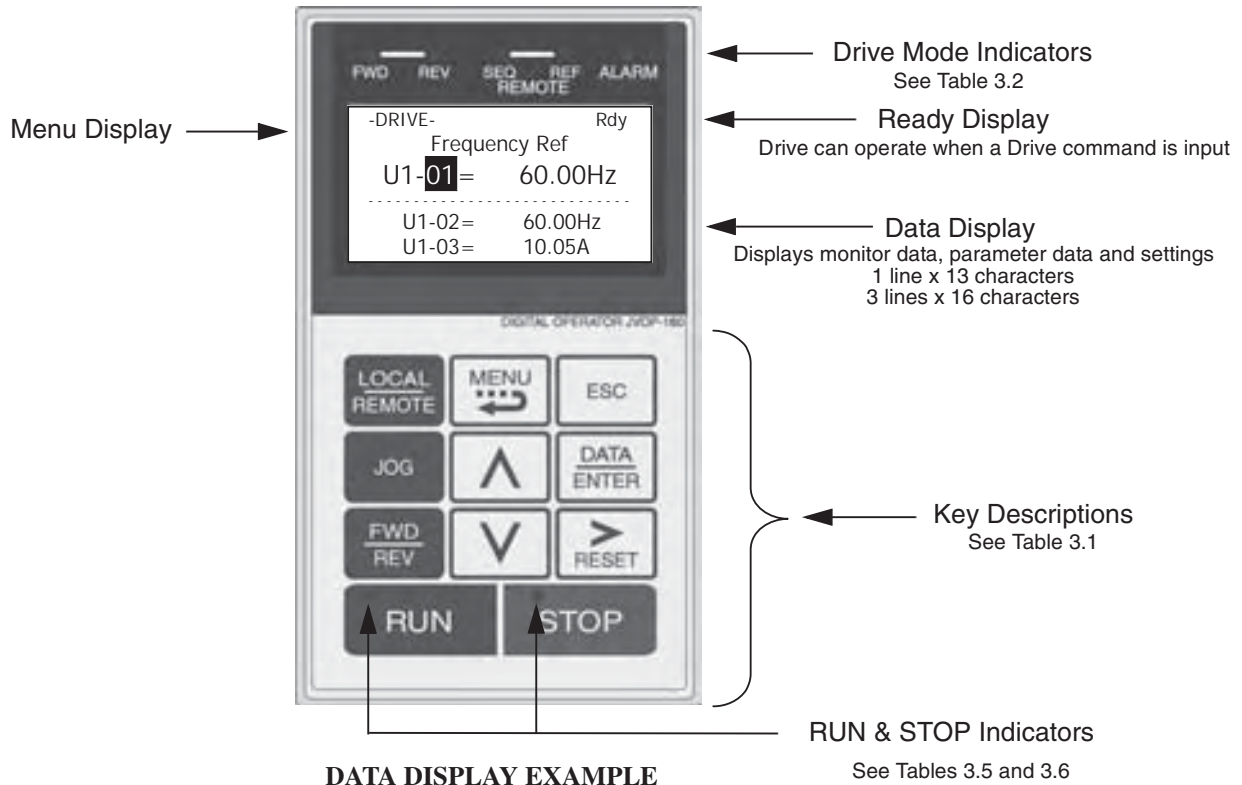 Drive Mode Indicators
See Table 3.2
FWD REV SEQ REF ALARM
REMOTE
Menu Display
-DRIVE- Rdy
Frequency Ref
U1-01= 60.00Hz
U1-02= 60.00Hz
U1-03= 10.05A
Ready Display
Drive can operate when a Drive command is input
Data Display
Displays monitor data, parameter data and settings
1 line x 13 characters
3 lines x 16 characters
DIGITAL OPERATOR JVOP-160
LOCAL
REMOTE
MENU
ESC
JOG
DATA
ENTER
FWD
REV
>
RESET
RUN
STOP
Key Descriptions
See Table 3.1
RUN & STOP Indicators
See Tables 3.5 and 3.6
DATA DISPLAY EXAMPLE